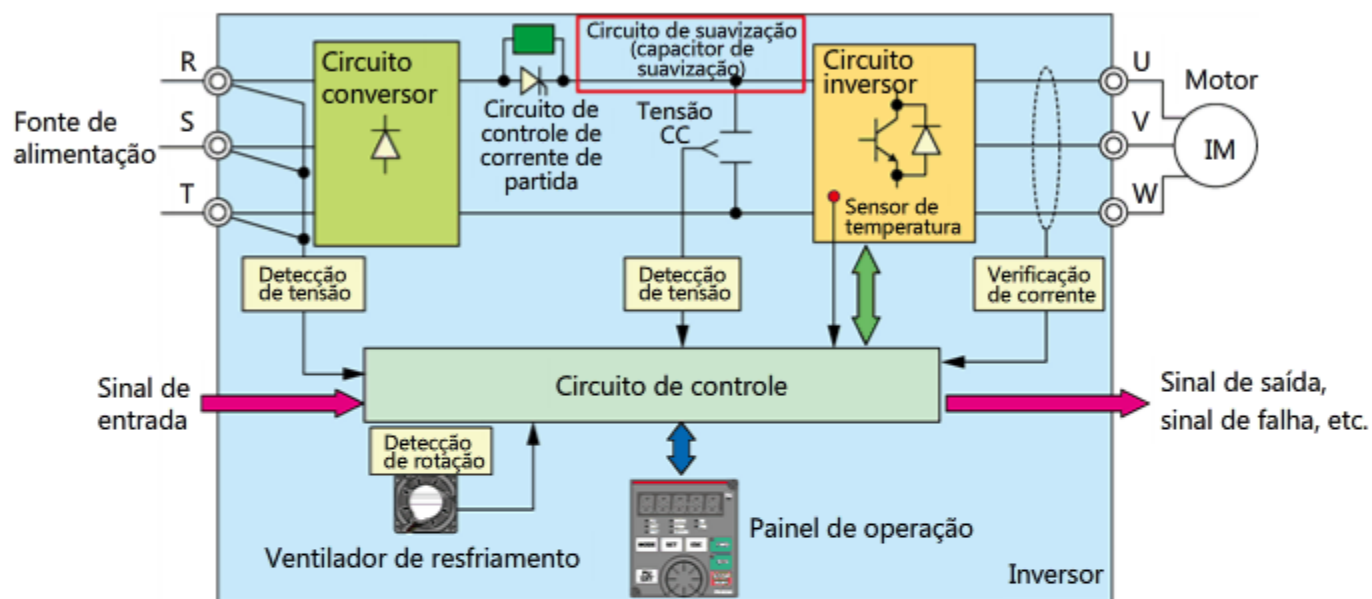 Circuito de suavização
(capacitor de
suavização)
R
Circuito
conversor
Circuito
inversor
U
Motor
Circuito de
controle de
corrente de
partida
Tensão
CC
Fonte de
alimentação
S
V
IM
T
W
Sensor de
temperatura
Detecção
de tensão
Detecção
de tensão
Verificação
de corrente
Circuito de controle
Sinal de
entrada
Sinal de saída,
sinal de falha, etc.
Detecção
de rotação
Painel de operação
Ventilador de resfriamento
Inversor